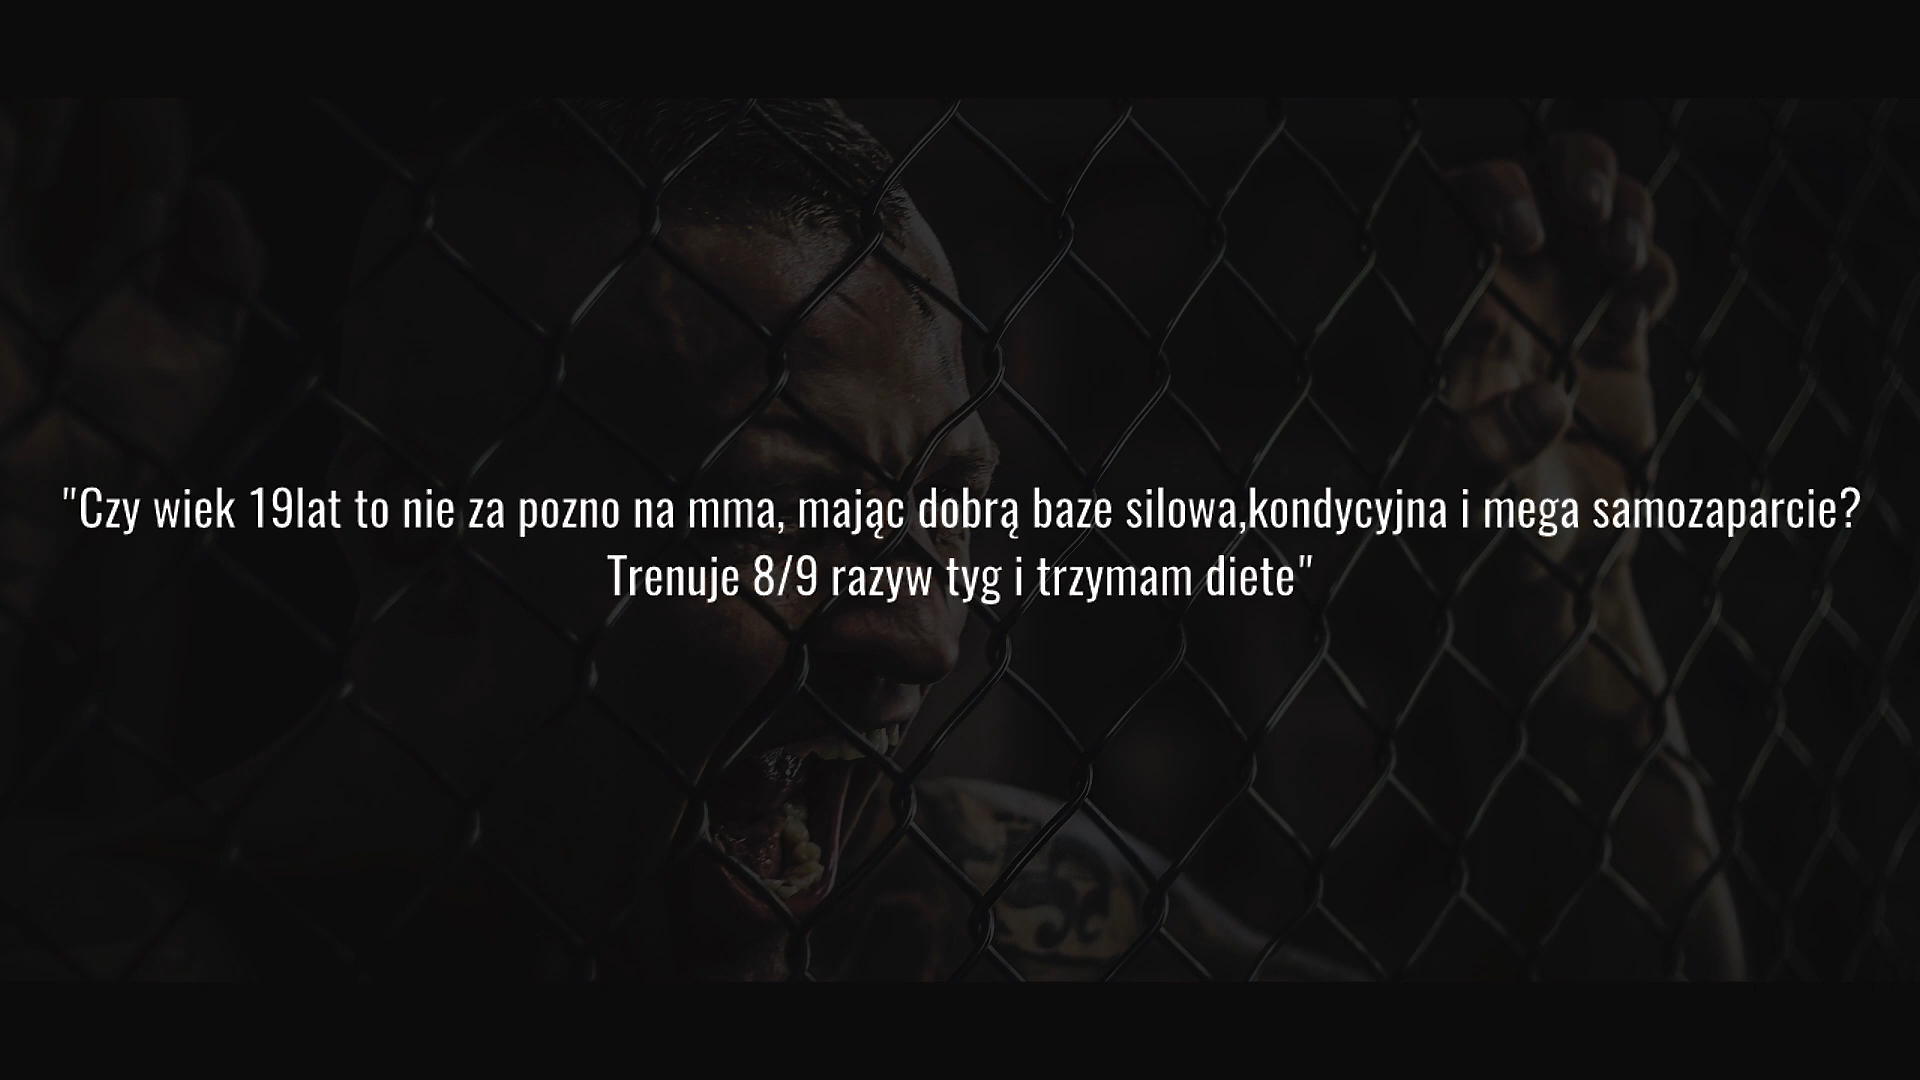 "Czy wiek 19lat to nie za pozno na mma, mając dobrą baze silowa,kondycyjna i mega samozaparcie?
Trenuje 8/9 razyw tyg i trzymam diete"